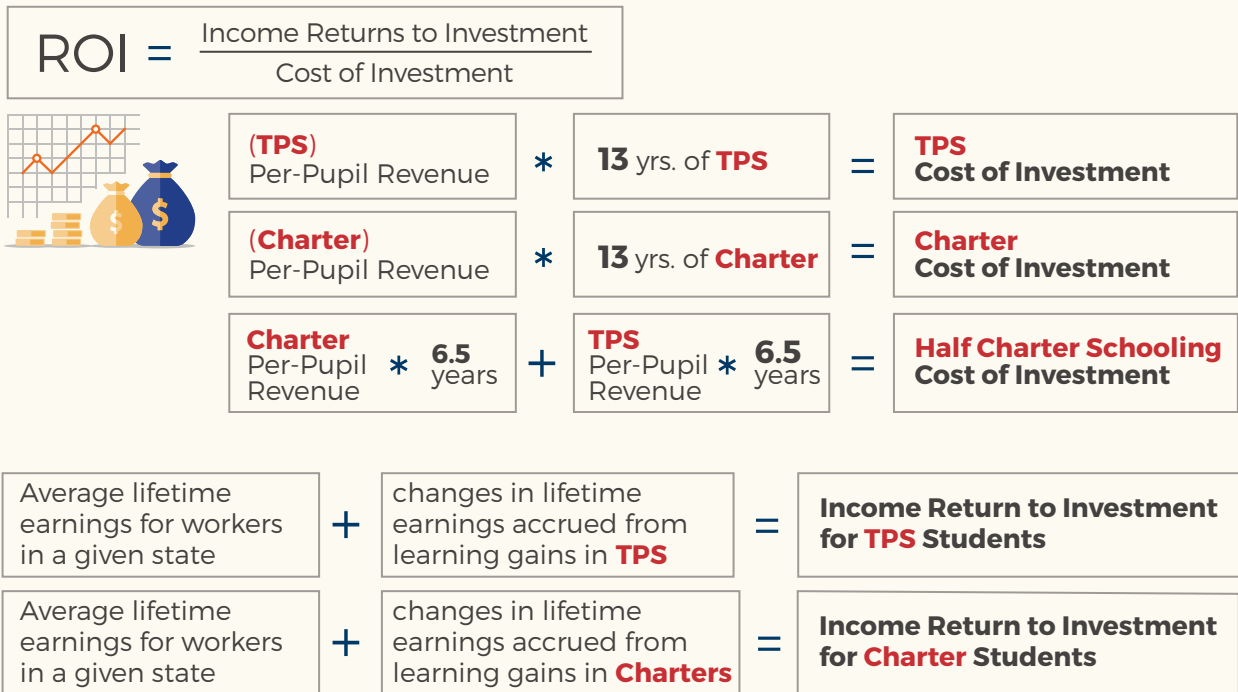 ROI = Income Returns to Investment
Cost of Investment
(TPS)
Per-Pupil Revenue
*
13 yrs. of TPS
=
TPS
Cost of Investment
(Charter)
Per-Pupil Revenue
*
13 yrs. of Charter
=
Charter
Cost of Investment
Charter
Per-Pupil
Revenue
*
6.5
years
+
TPS
Per-Pupil
Revenue
*
6.5
years
=
Half Charter Schooling
Cost of Investment
$
$
Average lifetime
earnings for workers
in a given state
+
changes in lifetime
earnings accrued from
learning gains in TPS
=
Income Return to Investment
for TPS Students
Average lifetime
earnings for workers
in a given state
+
changes in lifetime
earnings accrued from
learning gains in Charters
=
Income Return to Investment
for Charter Students